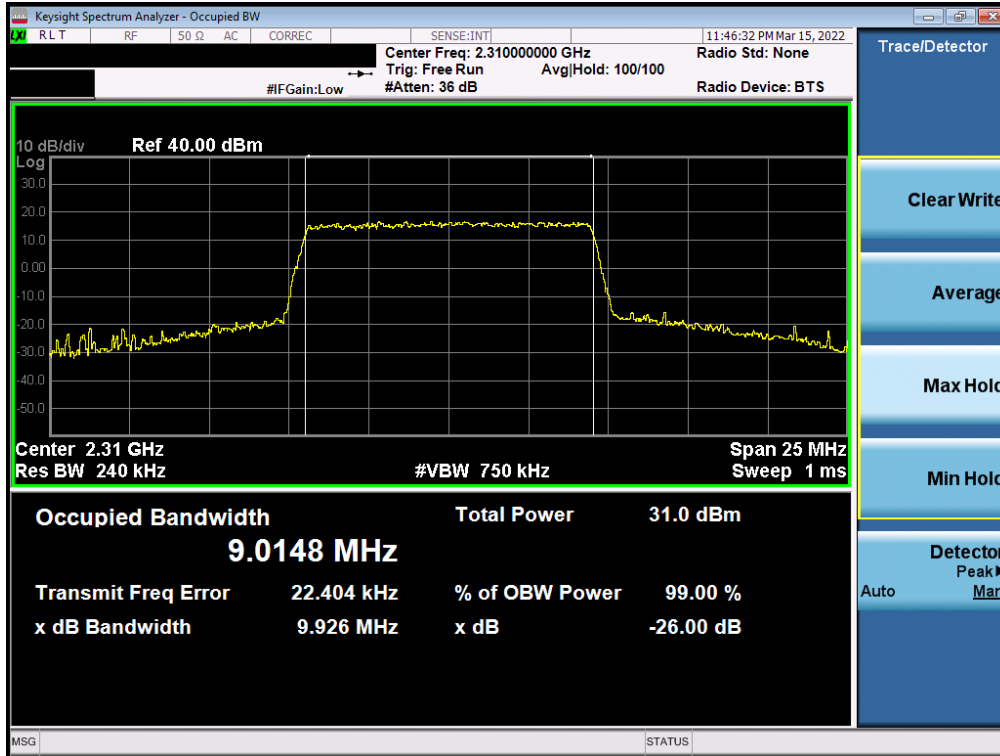 Keysight Spectrum Analyzer - Occupied BW
LXI RLT RF 50 Ω AC CORREC SENSE:INT 11:46:32 PM Mar 15, 2022
Center Freq: 2.310000000 GHz Radio Std: None
Trig: Free Run Avg|Hold: 100/100
#IFGain:Low #Atten: 36 dB Radio Device: BTS
10 dB/div Ref 40.00 dBm
Log
30.0
20.0
10.0
0.00
-10.0
-20.0
-30.0
-40.0
-50.0
Center 2.31 GHz Span 25 MHz
Res BW 240 kHz #VBW 750 kHz Sweep 1 ms
Occupied Bandwidth Total Power 31.0 dBm
9.0148 MHz
Transmit Freq Error 22.404 kHz % of OBW Power 99.00 %
x dB Bandwidth 9.926 MHz x dB -26.00 dB
MSG STATUS
Trace/Detector
Clear Write
Average
Max Hold
Min Hold
Detector
Peak
Auto Man